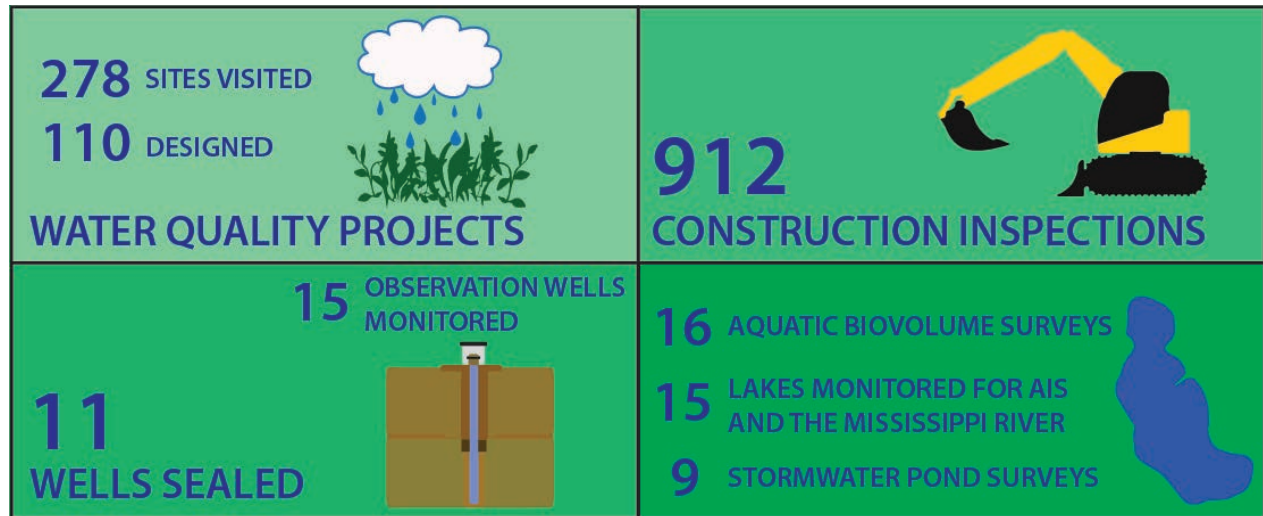 278 SITES VISITED
110 DESIGNED
WATER QUALITY PROJECTS
912
CONSTRUCTION INSPECTIONS
15 OBSERVATION WELLS
MONITORED
11
WELLS SEALED
16 AQUATIC BIOVOLUME SURVEYS
15 LAKES MONITORED FOR AIS
AND THE MISSISSIPPI RIVER
9 STORMWATER POND SURVEYS